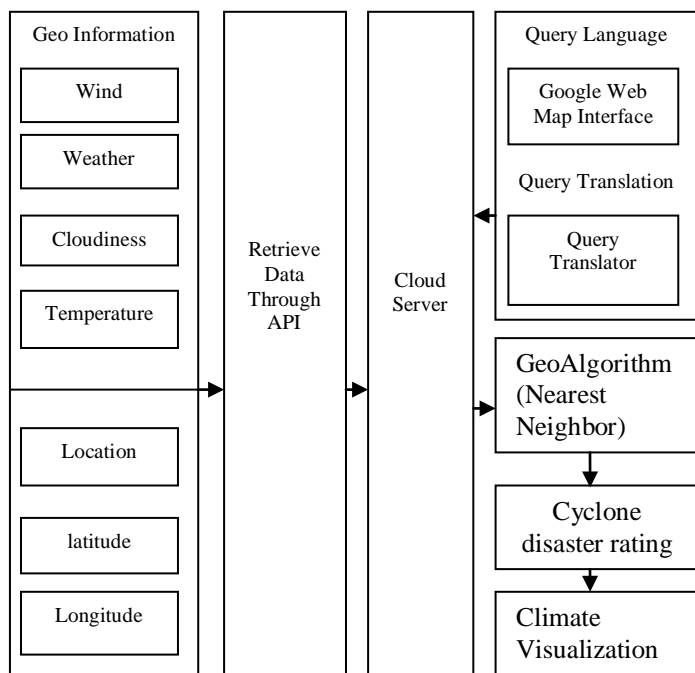 Geo Information
Wind
Weather
Cloudiness
Temperature
Location
latitude
Longitude
Retrieve
Data
Through
API
Cloud
Server
Query Language
Google Web
Map Interface
Query Translation
Query
Translator
GeoAlgorithm
(Nearest
Neighbor)
Cyclone
disaster rating
Climate
Visualization